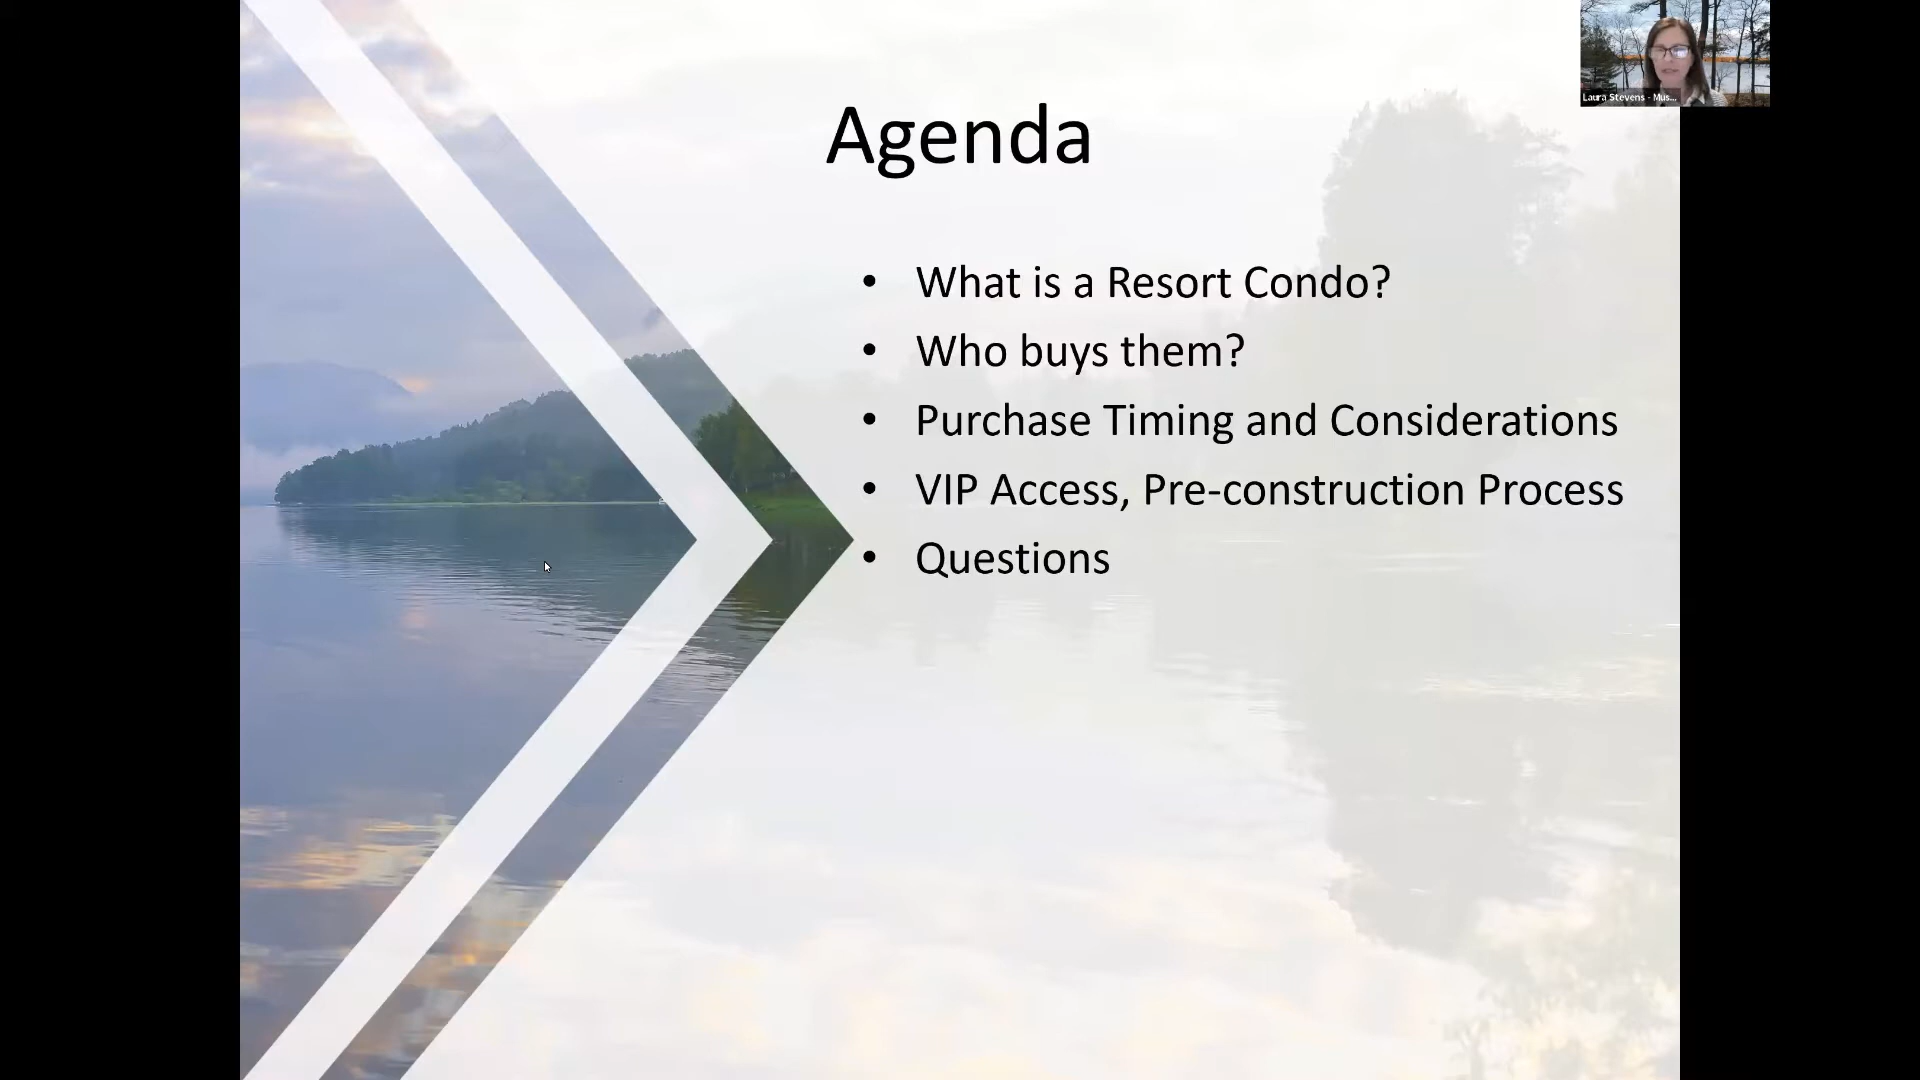 Laura Stevens - Mus...
Agenda
• What is a Resort Condo?
• Who buys them?
• Purchase Timing and Considerations
• VIP Access, Pre-construction Process
• Questions